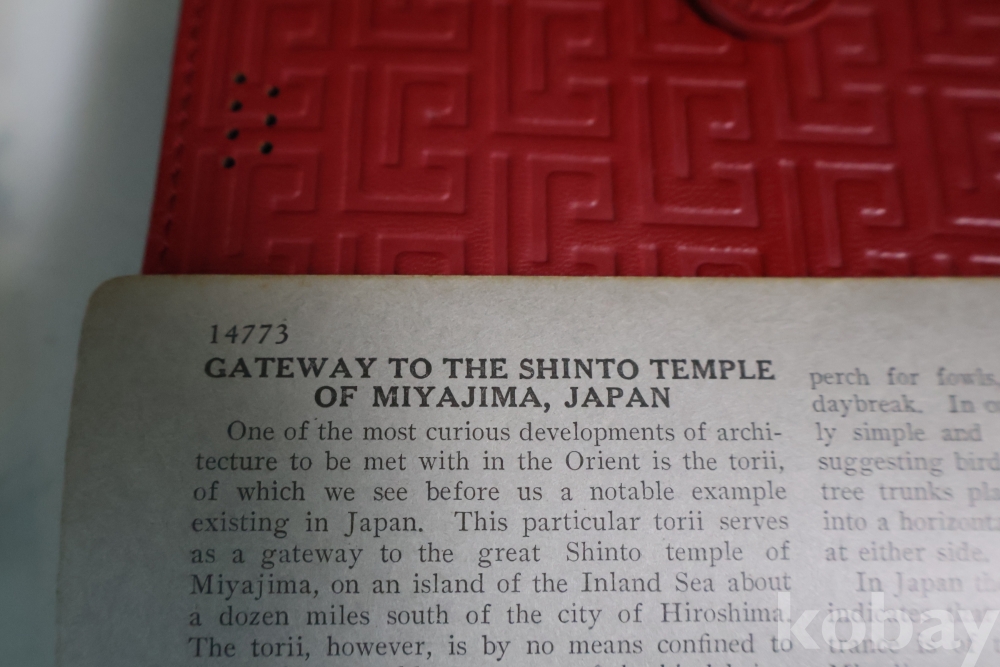 14773
GATEWAY TO THE SHINTO TEMPLE
OF MIYAJIMA, JAPAN
One of the most curious developments of archi-
tecture to be met with in the Orient is the torii,
of which we see before us a notable example
existing in Japan. This particular torii serves
as a gateway to the great Shinto temple of
Miyajima, on an island of the Inland Sea about
a dozen miles south of the city of Hiroshima.
The torii, however, is by no means confined to
perch for fowls,
daybreak. In
ly simple and
suggesting bird
tree trunks
into a
at either side.
In Japan
indicates
kobay